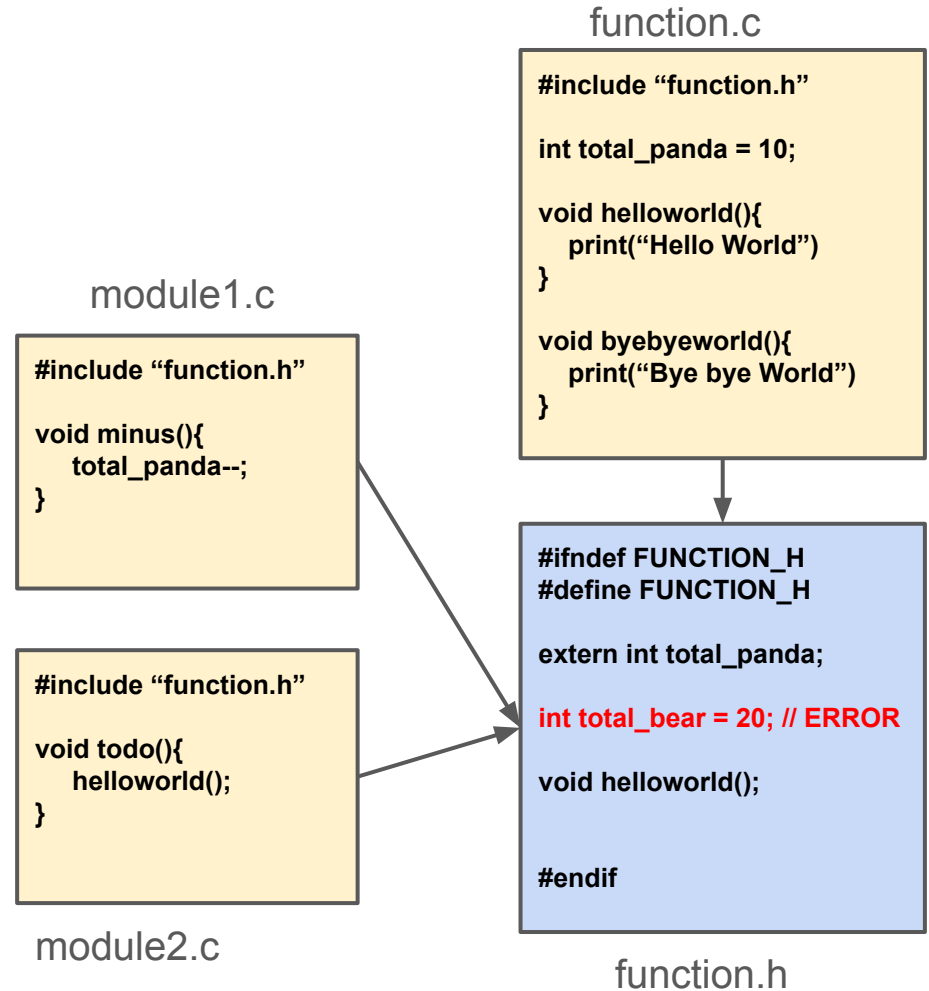 function.c
#include “function.h”
int total_panda = 10;
void helloworld(){
print(“Hello World”)
}
void byebyeworld(){
print(“Bye bye World”)
}
module1.c
#include “function.h”
void minus(){
total_panda--;
}
#include “function.h”
void todo(){
helloworld();
}
module2.c
#ifndef FUNCTION_H
#define FUNCTION_H
extern int total_panda;
int total_bear = 20; // ERROR
void helloworld();
#endif
function.h